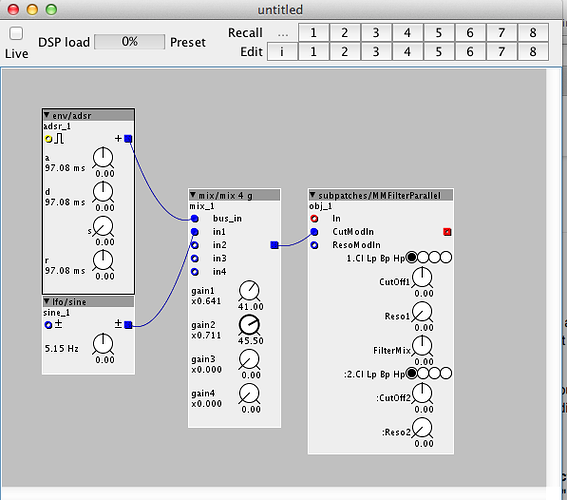 untitled
Live
DSP load 0% Preset
Recall ... 1 2 3 4 5 6 7 8
Edit i 1 2 3 4 5 6 7 8
env/adsr
adsr_1
+
a
97.08 ms
0.00
d
97.08 ms
0.00
s
0.00
r
97.08 ms
0.00
lfo/sine
sine_1
± ±
5.15 Hz
0.00
mix/mix 4 g
mix_1
bus_in
in1
in2
in3
in4
gain1
x0.641
41.00
gain2
x0.711
45.50
gain3
x0.000
0.00
gain4
x0.000
0.00
subpatches/MMFilterParallel
obj_1
In
CutModIn
ResoModIn
1.Cl Lp Bp Hp
CutOff1
0.00
Reso1
0.00
FilterMix
0.00
:2.Cl Lp Bp Hp
:CutOff2
0.00
:Reso2
0.00